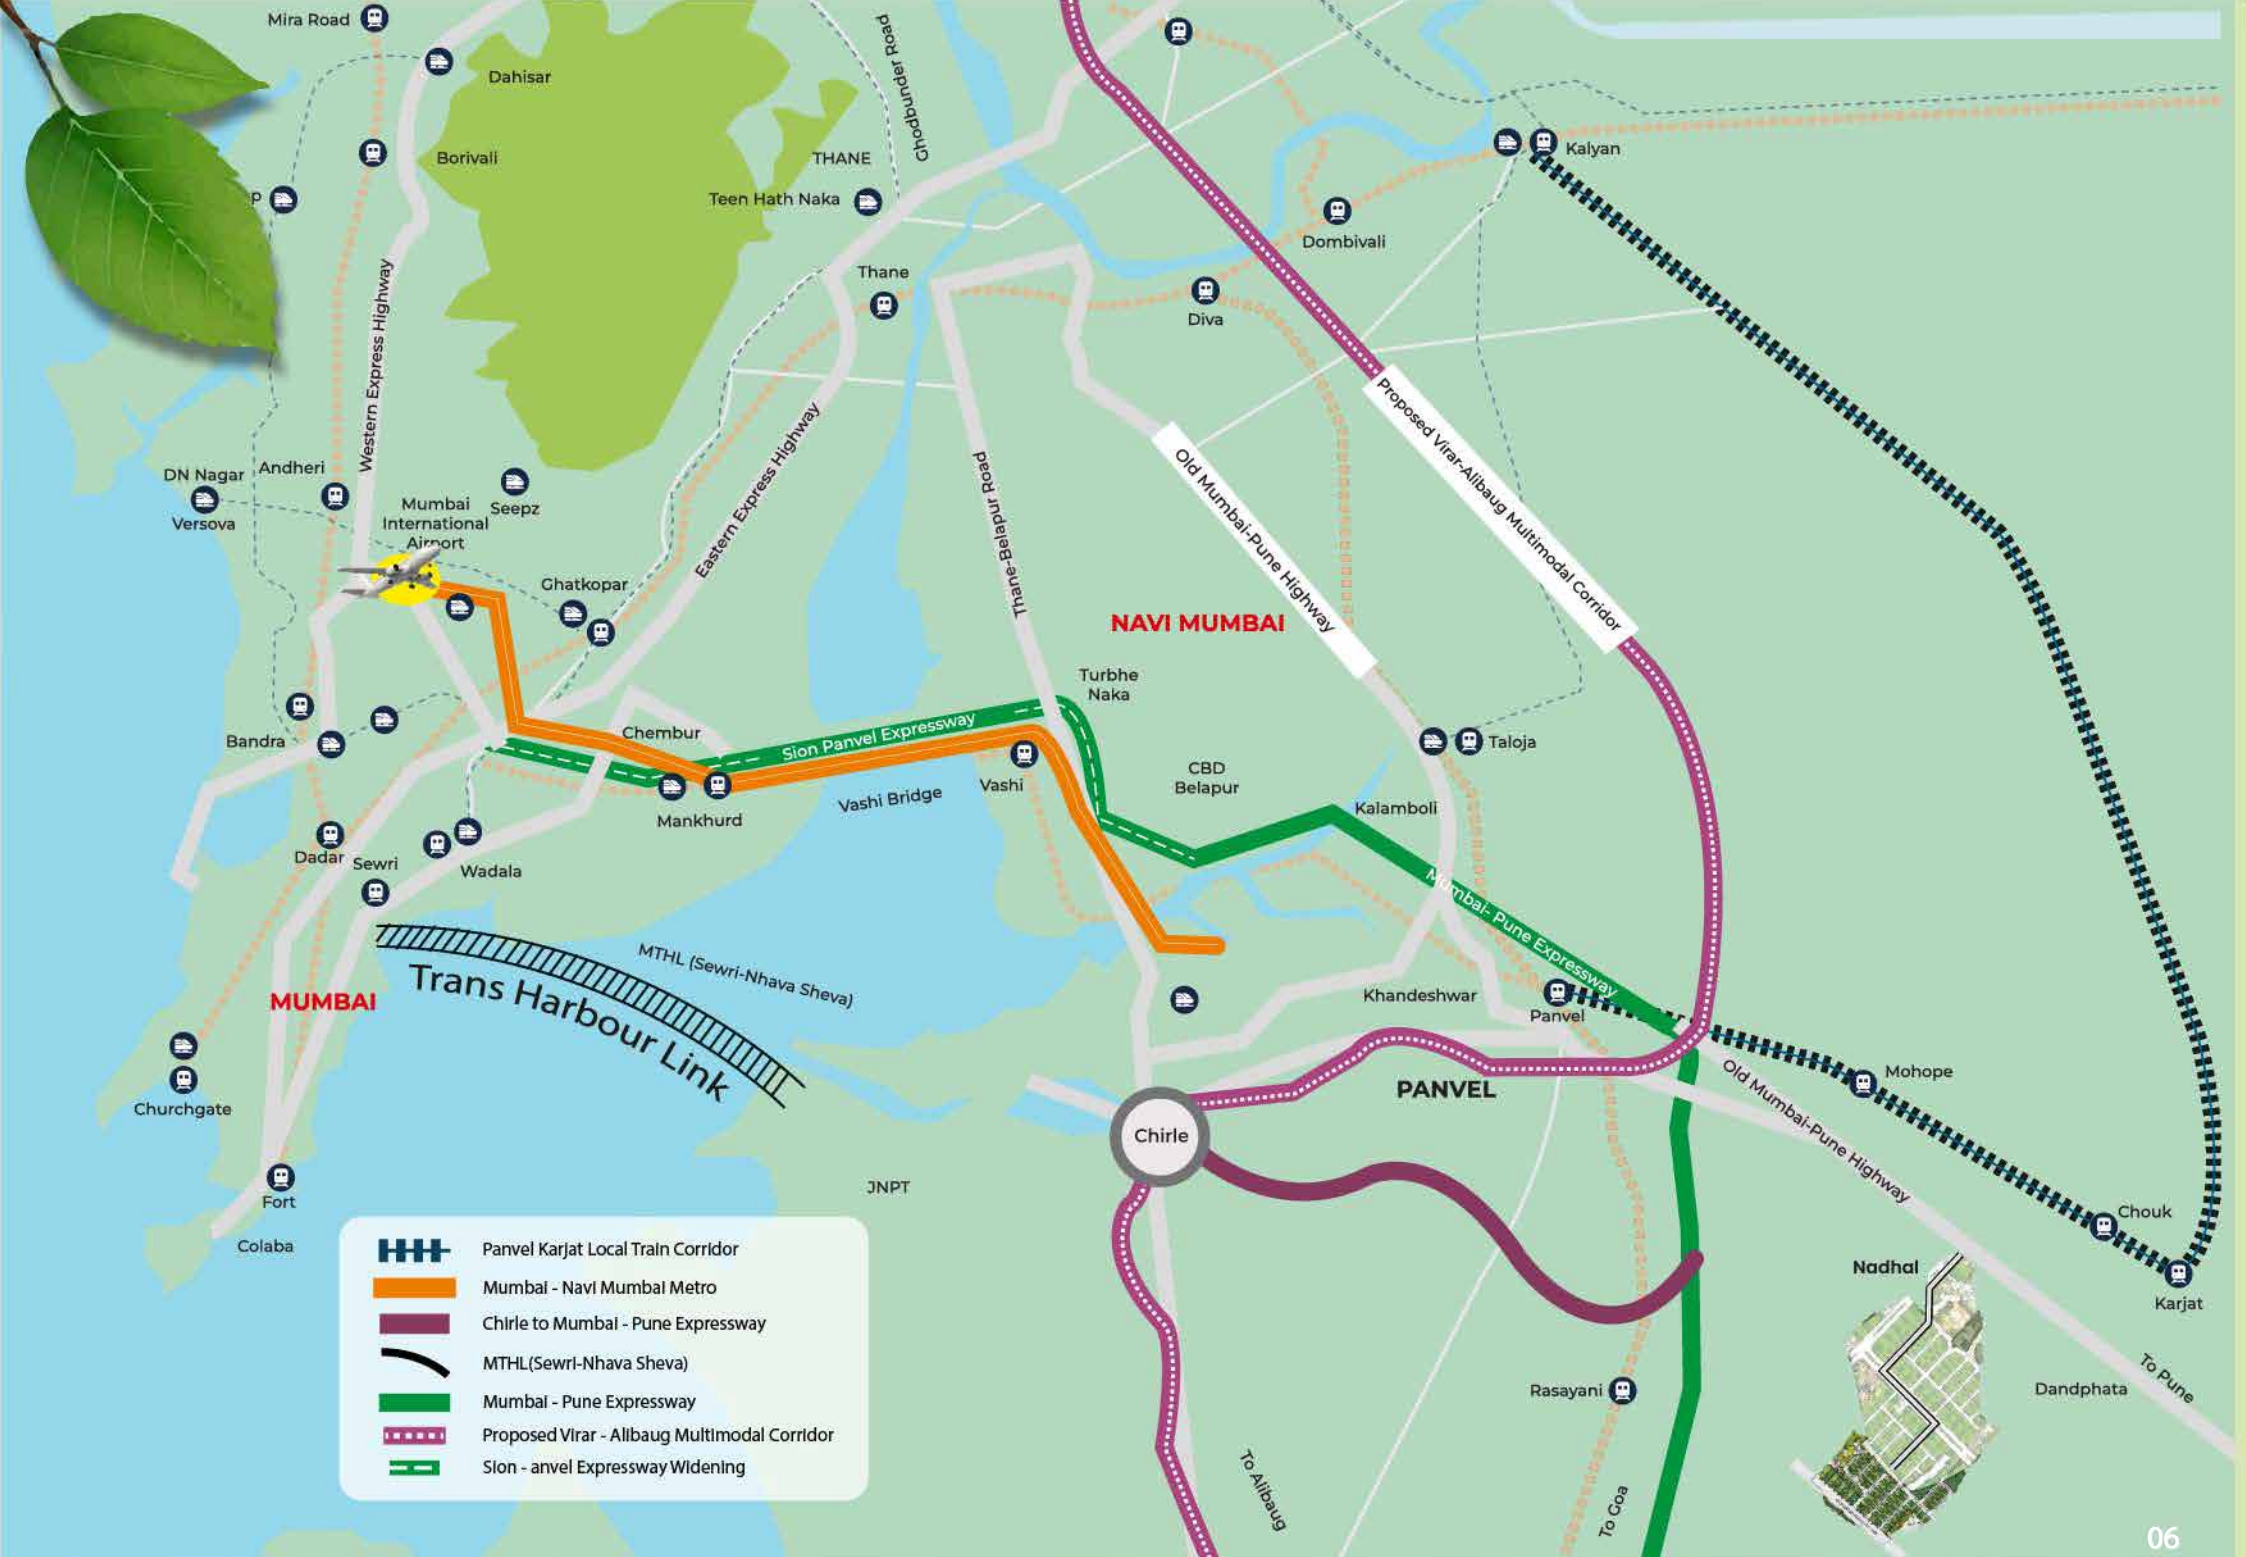 Mira Road
Dahisar
Borivali
P
Ghodbunder Road
THANE
Teen Hath Naka
Thane
Kalyan
Dombivali
Diva
Western Express Highway
Eastern Express Highway
Thane-Belapur Road
Old Mumbai-Pune Highway
Proposed Virar-Alibaug Multimodal Corridor
DN Nagar
Versova
Andheri
Mumbai
International
Airport
Seepz
Ghatkopar
NAVI MUMBAI
Turbhe
Naka
Bandra
Chembur
Sion Panvel Expressway
Mankhurd
Vashi Bridge
Vashi
CBD
Belapur
Kalamboli
Taloja
Dadar
Sewri
Wadala
Mumbai- Pune Expressway
MTHL (Sewri-Nhava Sheva)
Trans Harbour Link
MUMBAI
Khandeshwar
Panvel
Churchgate
PANVEL
Mohope
Old Mumbai-Pune Highway
Chirle
JNPT
Fort
Colaba
Chouk
Nadhal
Karjat
Rasayani
Dandphata
To Pune
To Alibaug
To Goa
Panvel Karjat Local Train Corridor
Mumbai - Navi Mumbai Metro
Chirle to Mumbai - Pune Expressway
MTHL(Sewri-Nhava Sheva)
Mumbai - Pune Expressway
Proposed Virar - Alibaug Multimodal Corridor
Sion - anvel Expressway Widening
06